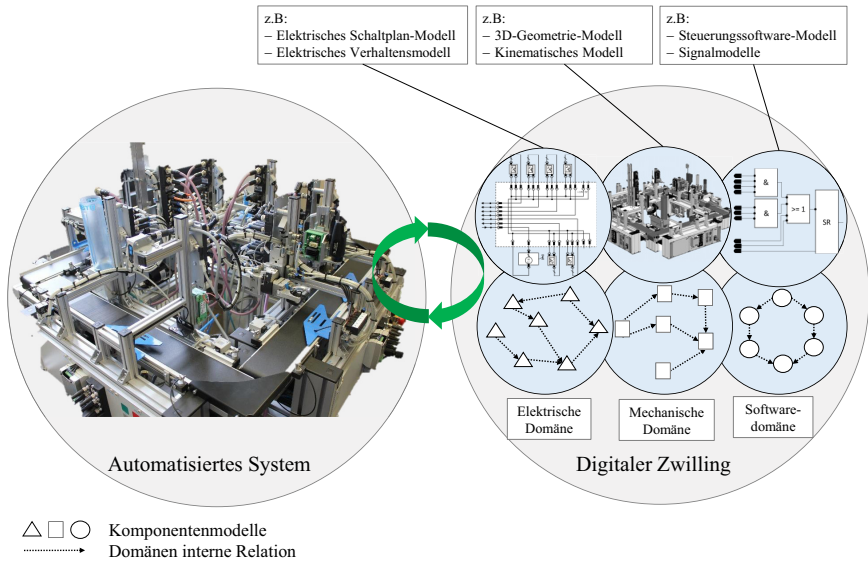 z.B:
– Elektrisches Schaltplan-Modell
– Elektrisches Verhaltensmodell
z.B:
– 3D-Geometrie-Modell
– Kinematisches Modell
z.B:
– Steuerungssoftware-Modell
– Signalmodelle
&
&
>= 1
SR
Elektrische
Domäne
Mechanische
Domäne
Software-
domäne
Automatisiertes System
Digitaler Zwilling
Komponentenmodelle
Domänen interne Relation